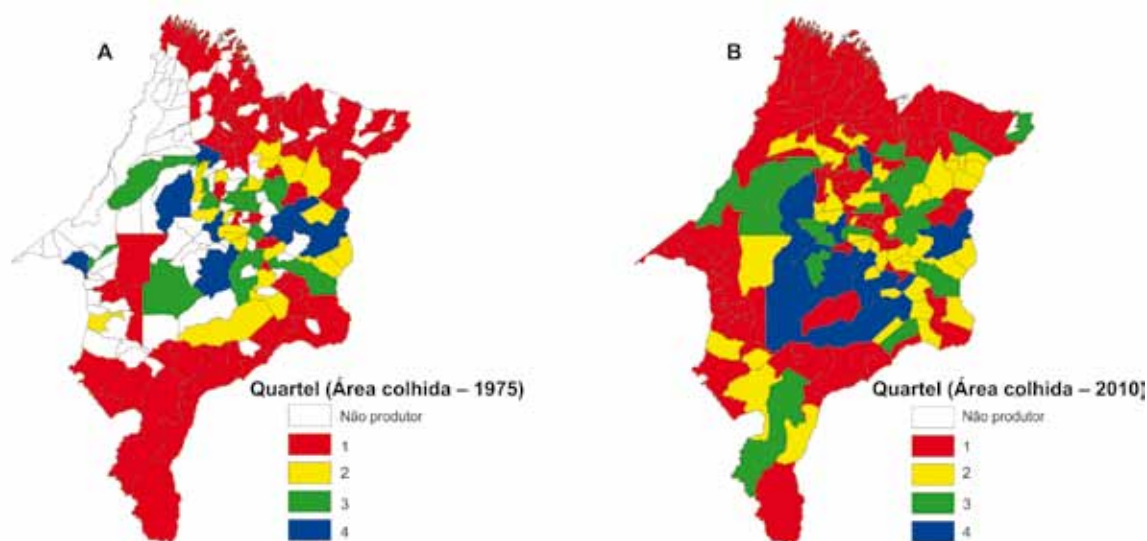 A
B
Quartel (Área colhida – 1975)
Não produtor
1
2
3
4
Quartel (Área colhida – 2010)
Não produtor
1
2
3
4